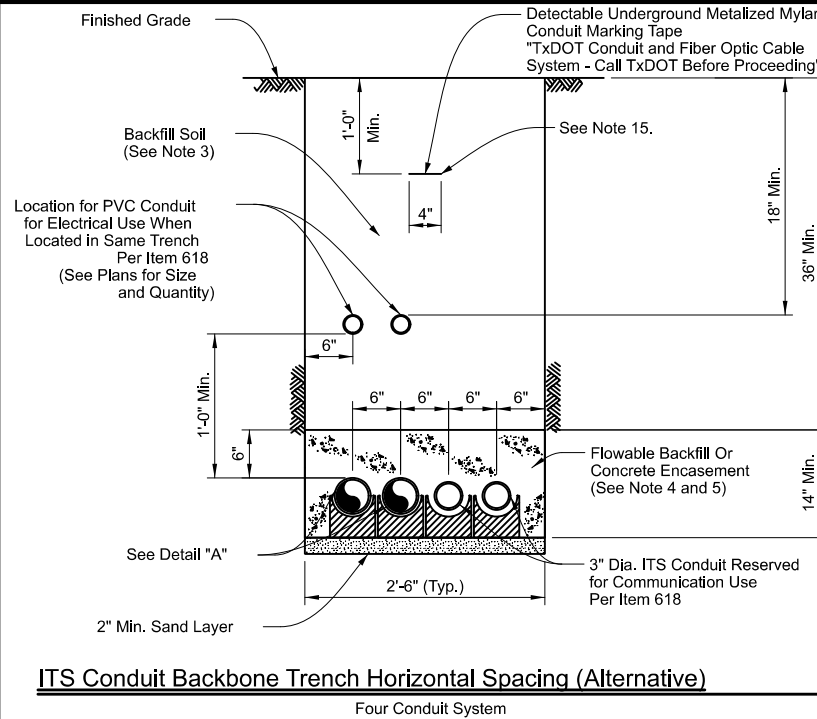 Finished Grade
Detectable Underground Metalized Mylar
Conduit Marking Tape
"TxDOT Conduit and Fiber Optic Cable
System - Call TxDOT Before Proceeding"
1'-0"
Min.
Backfill Soil
(See Note 3)
See Note 15.
4"
18" Min.
36" Min.
Location for PVC Conduit
for Electrical Use When
Located in Same Trench
Per Item 618
(See Plans for Size
and Quantity)
6"
1'-0" Min.
6"
6"
6"
6"
6"
Flowable Backfill Or
Concrete Encasement
(See Note 4 and 5)
14" Min.
See Detail "A"
3" Dia. ITS Conduit Reserved
for Communication Use
Per Item 618
2'-6" (Typ.)
2" Min. Sand Layer
ITS Conduit Backbone Trench Horizontal Spacing (Alternative)
Four Conduit System